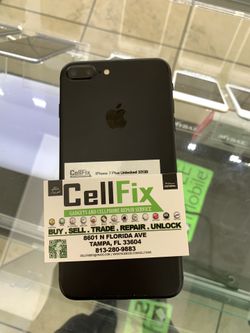 CellFix
iPhone 7 Plus Unlocked 32GB
CellFix
GADGETS AND CELLPHONE REPAIR SERVICE
BUY . SELL . TRADE . REPAIR . UNLOCK
8601 N FLORIDA AVE
TAMPA, FL 33604
813-280-9883